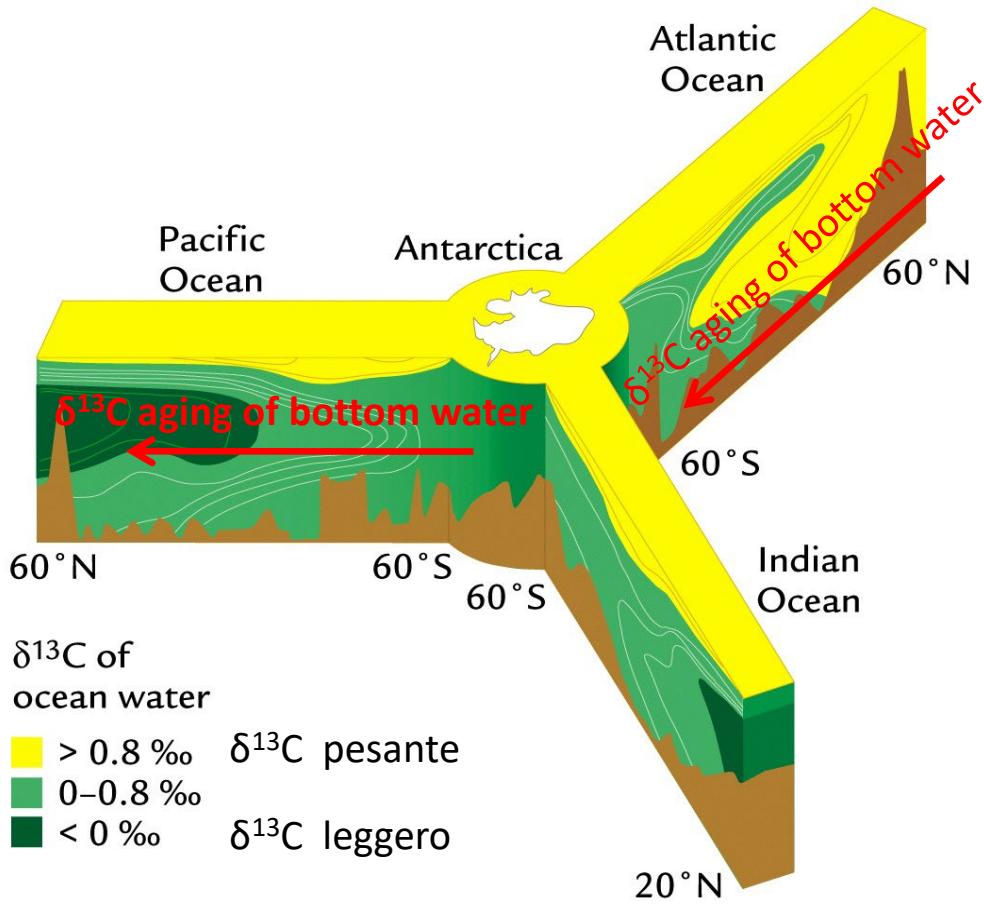 Atlantic
Ocean
δ¹³C aging of bottom water
60°N
Pacific
Ocean
Antarctica
δ¹³C aging of bottom water
60°S
60°N
60°S
60°S
Indian
Ocean
20°N
δ¹³C of
ocean water
> 0.8 ‰ δ¹³C pesante
0–0.8 ‰
< 0 ‰ δ¹³C leggero